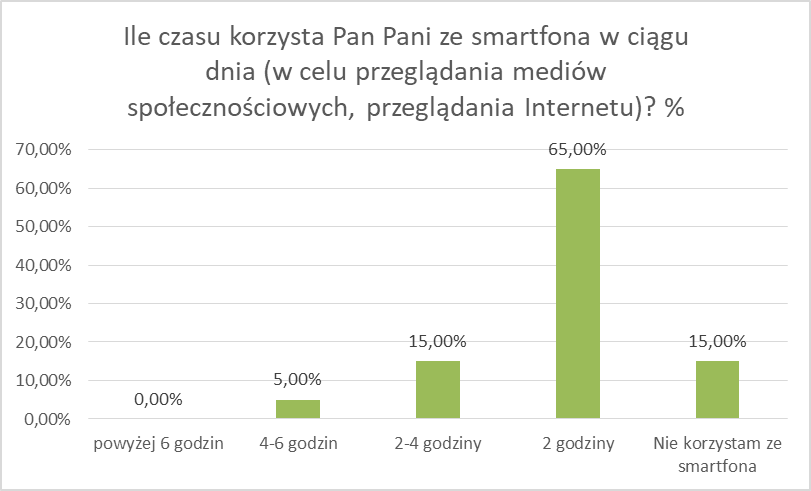 Ile czasu korzysta Pan Pani ze smartfona w ciągu
dnia (w celu przeglądania mediów
społecznościowych, przeglądania Internetu)? %
70,00%
60,00%
50,00%
40,00%
30,00%
20,00%
10,00%
0,00%
0,00%
5,00%
15,00%
65,00%
15,00%
powyżej 6 godzin
4-6 godzin
2-4 godziny
2 godziny
Nie korzystam ze
smartfona